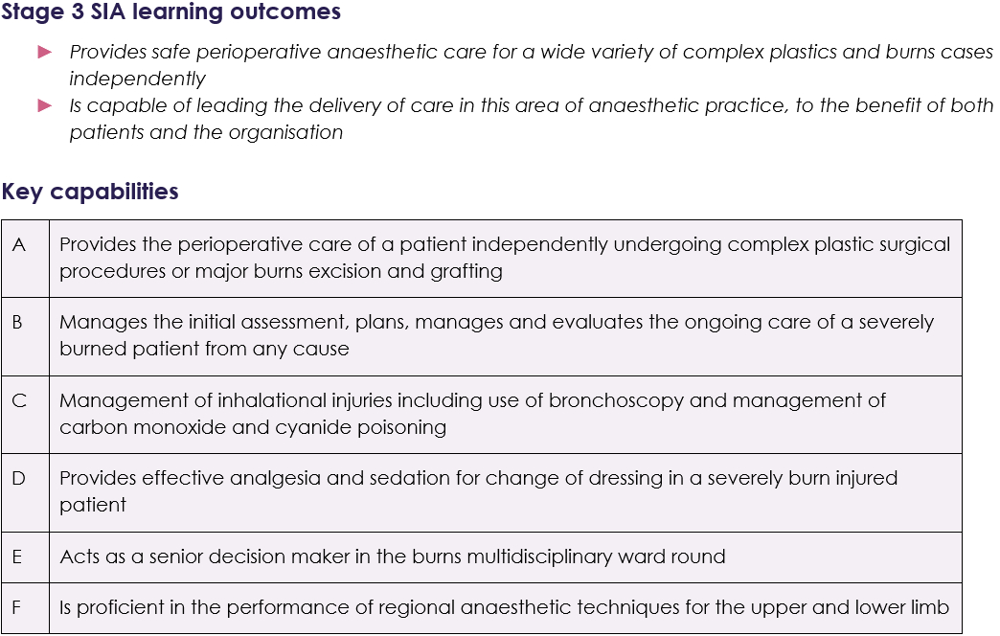 Stage 3 SIA learning outcomes
► Provides safe perioperative anaesthetic care for a wide variety of complex plastics and burns cases
independently
► Is capable of leading the delivery of care in this area of anaesthetic practice, to the benefit of both
patients and the organisation
Key capabilities
A Provides the perioperative care of a patient independently undergoing complex plastic surgical
procedures or major burns excision and grafting
B Manages the initial assessment, plans, manages and evaluates the ongoing care of a severely
burned patient from any cause
C Management of inhalational injuries including use of bronchoscopy and management of
carbon monoxide and cyanide poisoning
D Provides effective analgesia and sedation for change of dressing in a severely burn injured
patient
E Acts as a senior decision maker in the burns multidisciplinary ward round
F Is proficient in the performance of regional anaesthetic techniques for the upper and lower limb